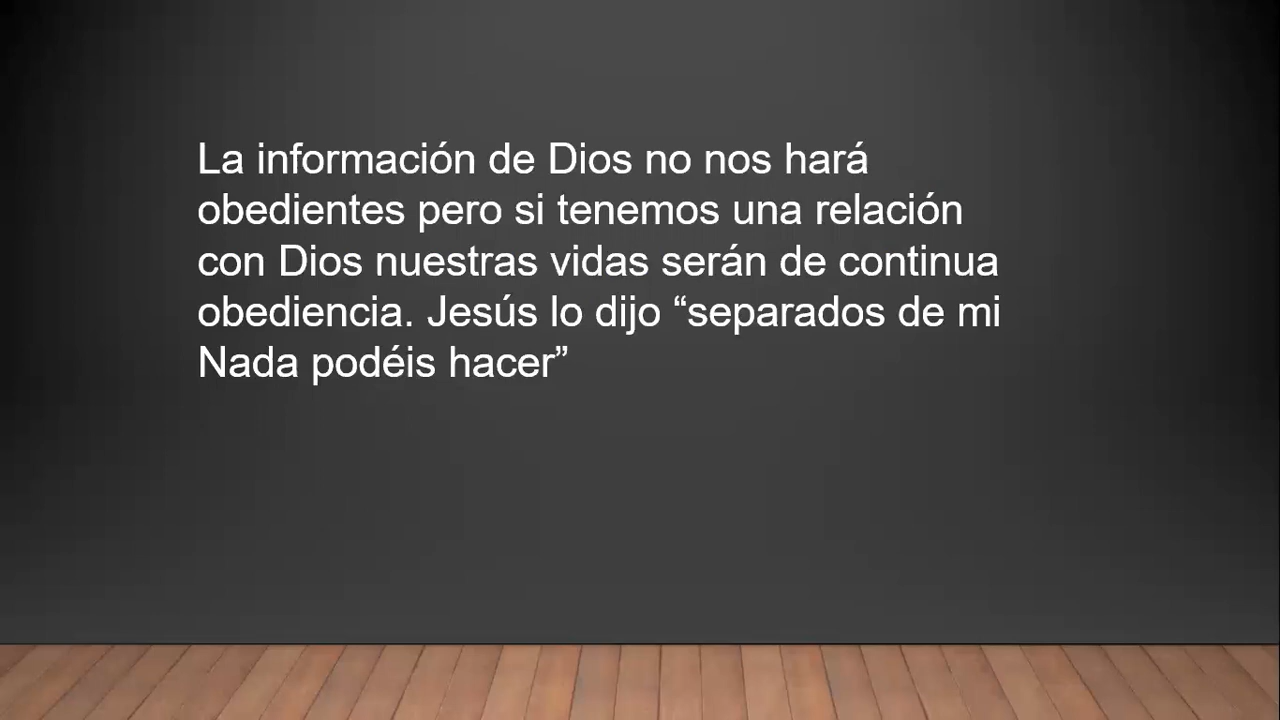 La información de Dios no nos hará
obedientes pero si tenemos una relación
con Dios nuestras vidas serán de continua
obediencia. Jesús lo dijo “separados de mi
Nada podéis hacer”